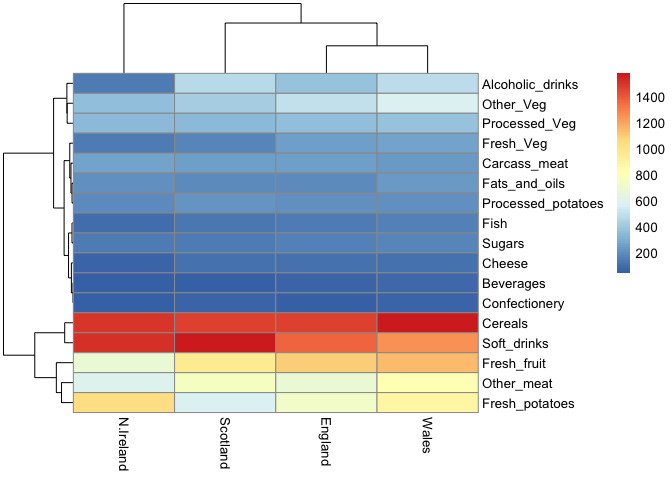 Alcoholic_drinks
Other_Veg
Processed_Veg
Fresh_Veg
Carcass_meat
Fats_and_oils
Processed_potatoes
Fish
Sugars
Cheese
Beverages
Confectionery
Cereals
Soft_drinks
Fresh_fruit
Other_meat
Fresh_potatoes
N.Ireland
Scotland
England
Wales
1400
1200
1000
800
600
400
200